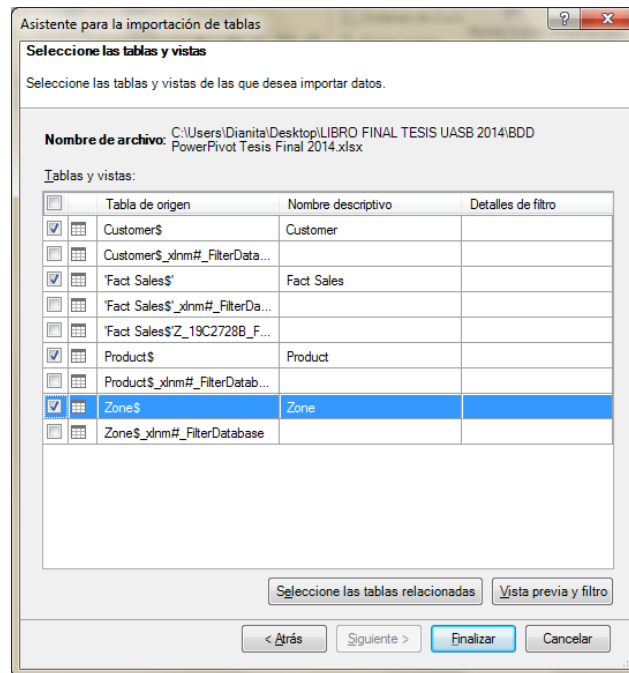 Asistente para la importación de tablas
Seleccione las tablas y vistas
Seleccione las tablas y vistas de las que desea importar datos.
Nombre de archivo: C:\Users\Dianita\Desktop\LIBRO FINAL TESIS UASB 2014\BDD
PowerPivot Tesis Final 2014.xlsx
Tablas y vistas:
Tabla de origen Nombre descriptivo Detalles de filtro
Customer$ Customer
Customer$_xlnm#_FilterData...
'Fact Sales$' Fact Sales
'Fact Sales$'_xlnm#_FilterDa...
'Fact Sales$'Z_19C2728B_F...
Product$ Product
Product$_xlnm#_FilterDatab...
Zone$ Zone
Zone$_xlnm#_FilterDatabase
Seleccione las tablas relacionadas Vista previa y filtro
< Atrás Siguiente > Finalizar Cancelar